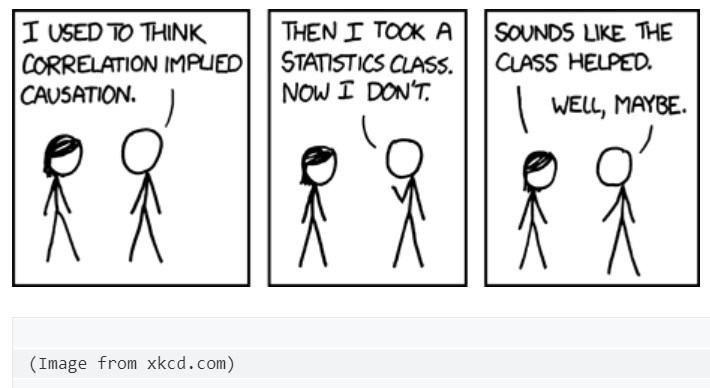 I USED TO THINK
CORRELATION IMPLIED
CAUSATION.
THEN I TOOK A
STATISTICS CLASS.
NOW I DON'T.
SOUNDS LIKE THE
CLASS HELPED.
WELL, MAYBE.
(Image from xkcd.com)